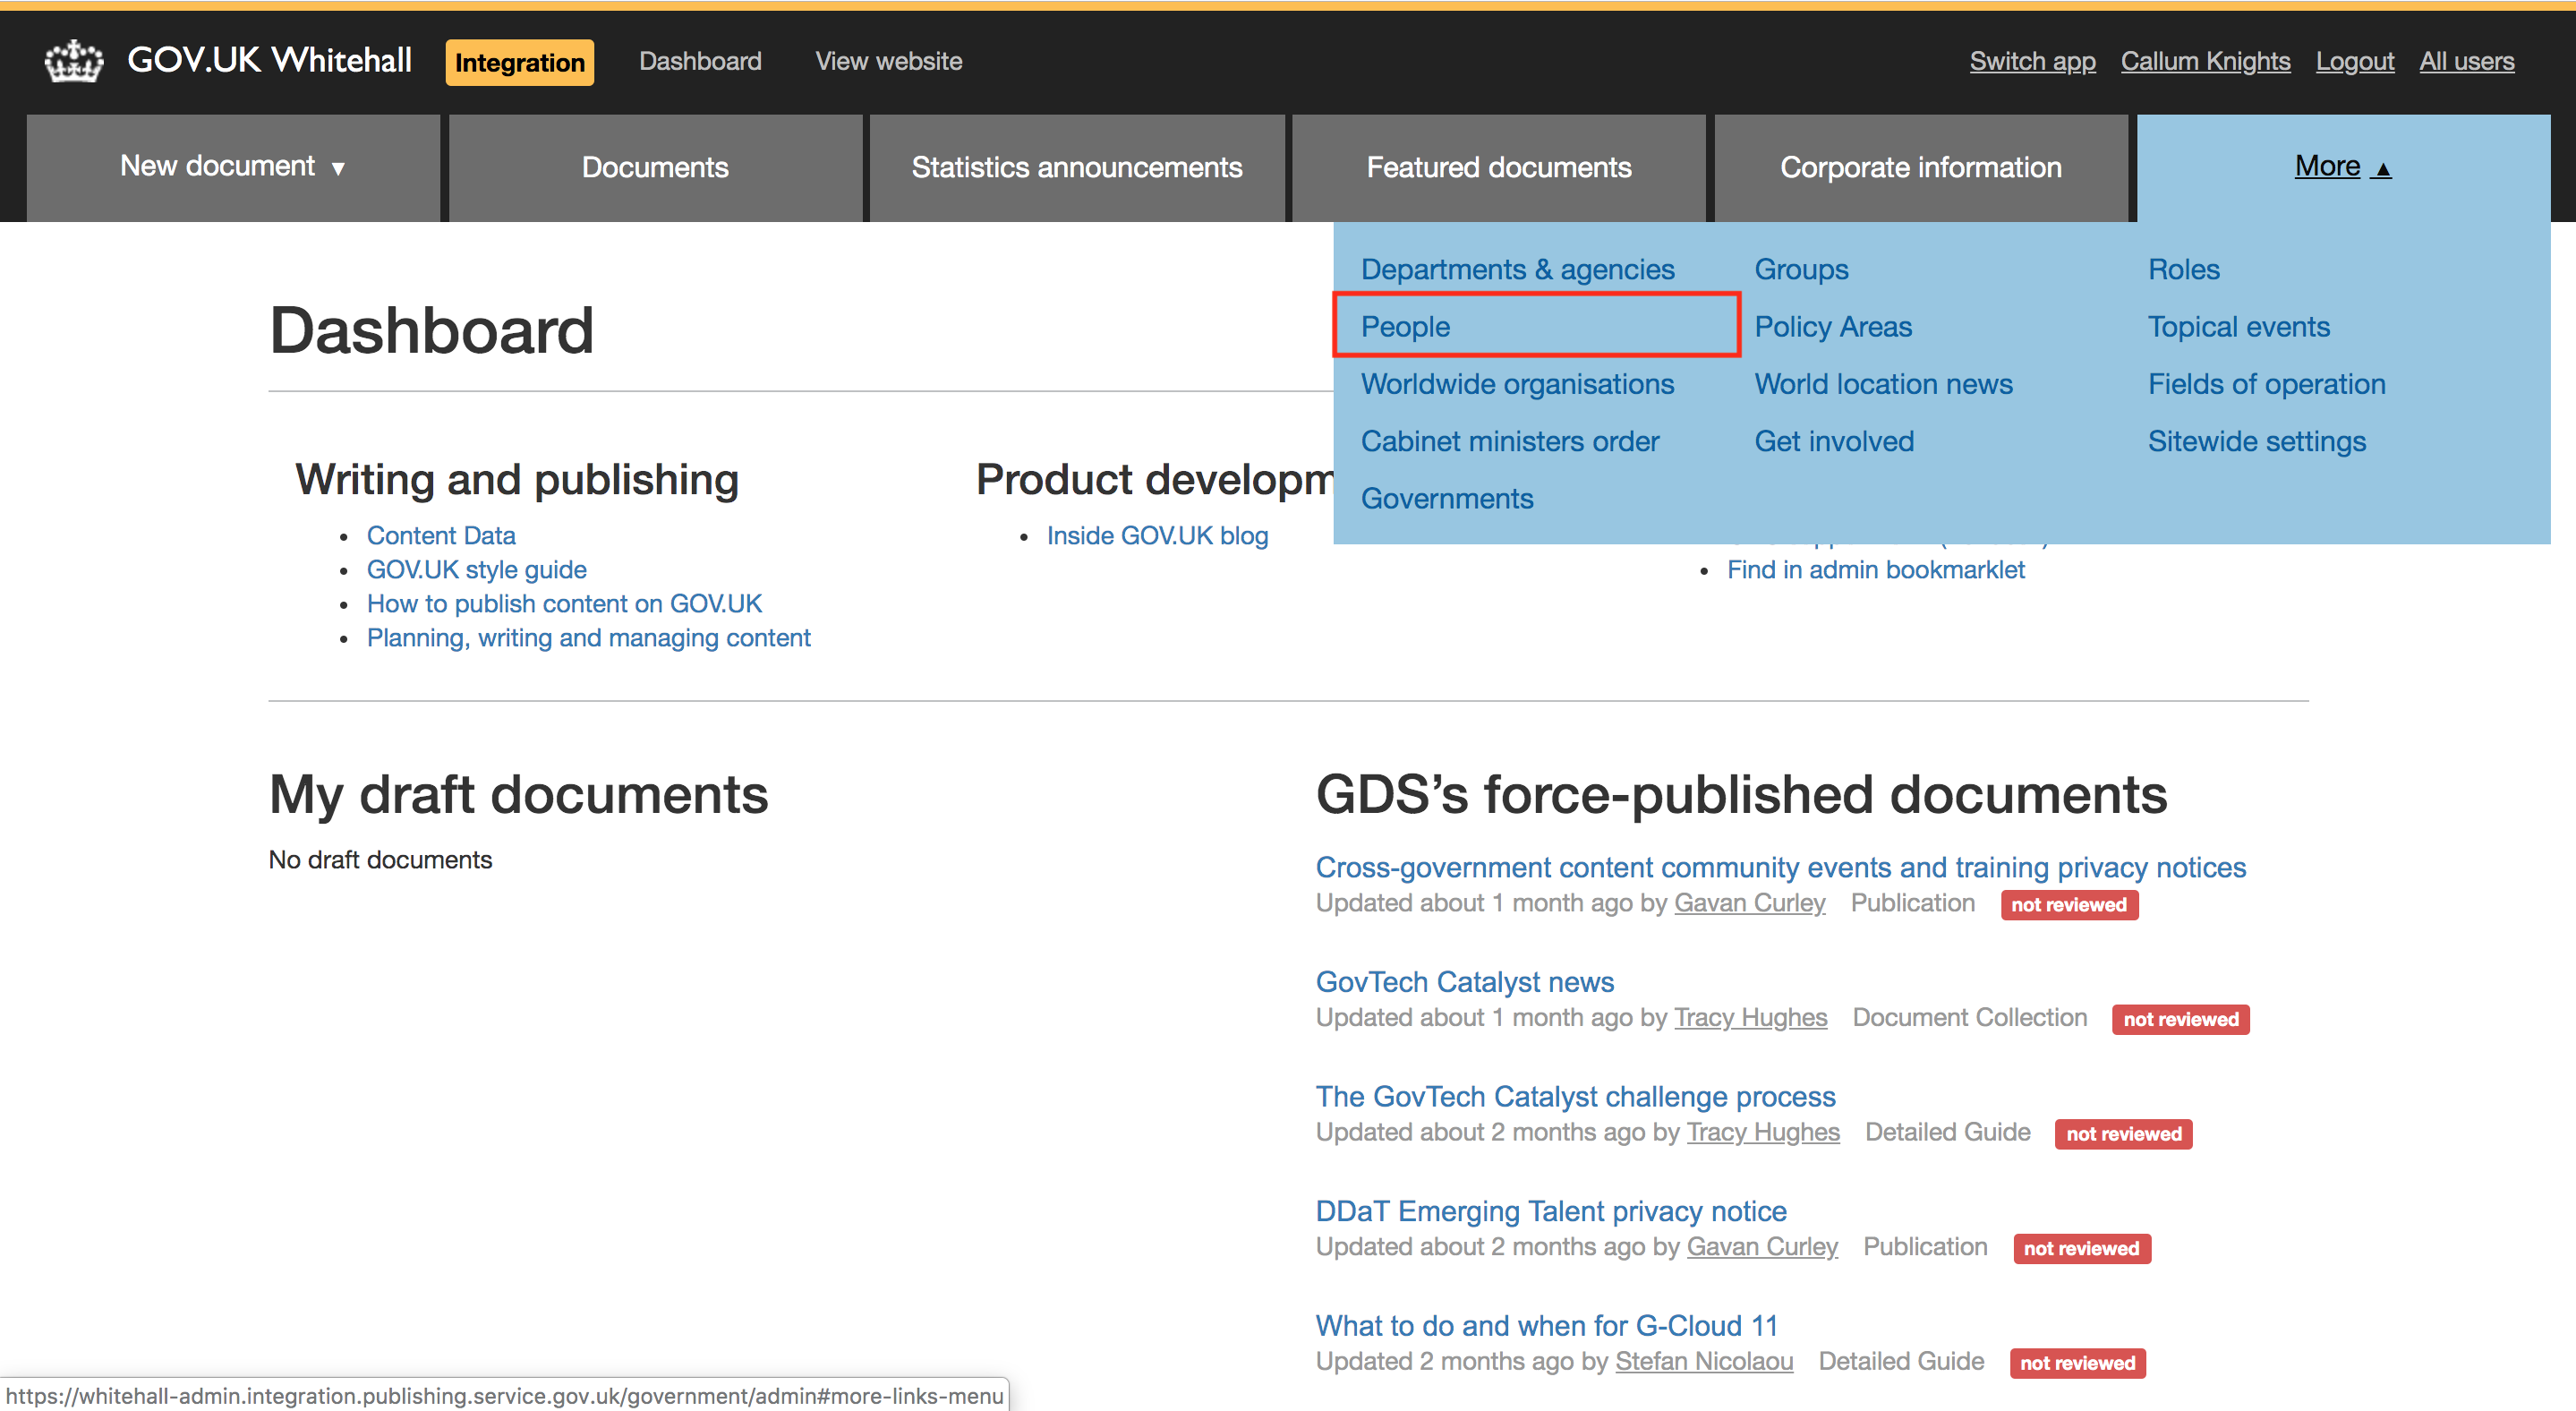 GOV.UK Whitehall Integration Dashboard View website Switch app Callum Knights Logout All users
New document ▼ Documents Statistics announcements Featured documents Corporate information More ▲
Departments & agencies Groups Roles
People Policy Areas Topical events
Worldwide organisations World location news Fields of operation
Cabinet ministers order Get involved Sitewide settings
Governments
Dashboard
Writing and publishing
• Content Data
• GOV.UK style guide
• How to publish content on GOV.UK
• Planning, writing and managing content
Product developm
• Inside GOV.UK blog
• Find in admin bookmarklet
My draft documents
No draft documents
GDS’s force-published documents
Cross-government content community events and training privacy notices
Updated about 1 month ago by Gavan Curley Publication not reviewed
GovTech Catalyst news
Updated about 1 month ago by Tracy Hughes Document Collection not reviewed
The GovTech Catalyst challenge process
Updated about 2 months ago by Tracy Hughes Detailed Guide not reviewed
DDaT Emerging Talent privacy notice
Updated about 2 months ago by Gavan Curley Publication not reviewed
What to do and when for G-Cloud 11
Updated 2 months ago by Stefan Nicolaou Detailed Guide not reviewed
https://whitehall-admin.integration.publishing.service.gov.uk/government/admin#more-links-menu